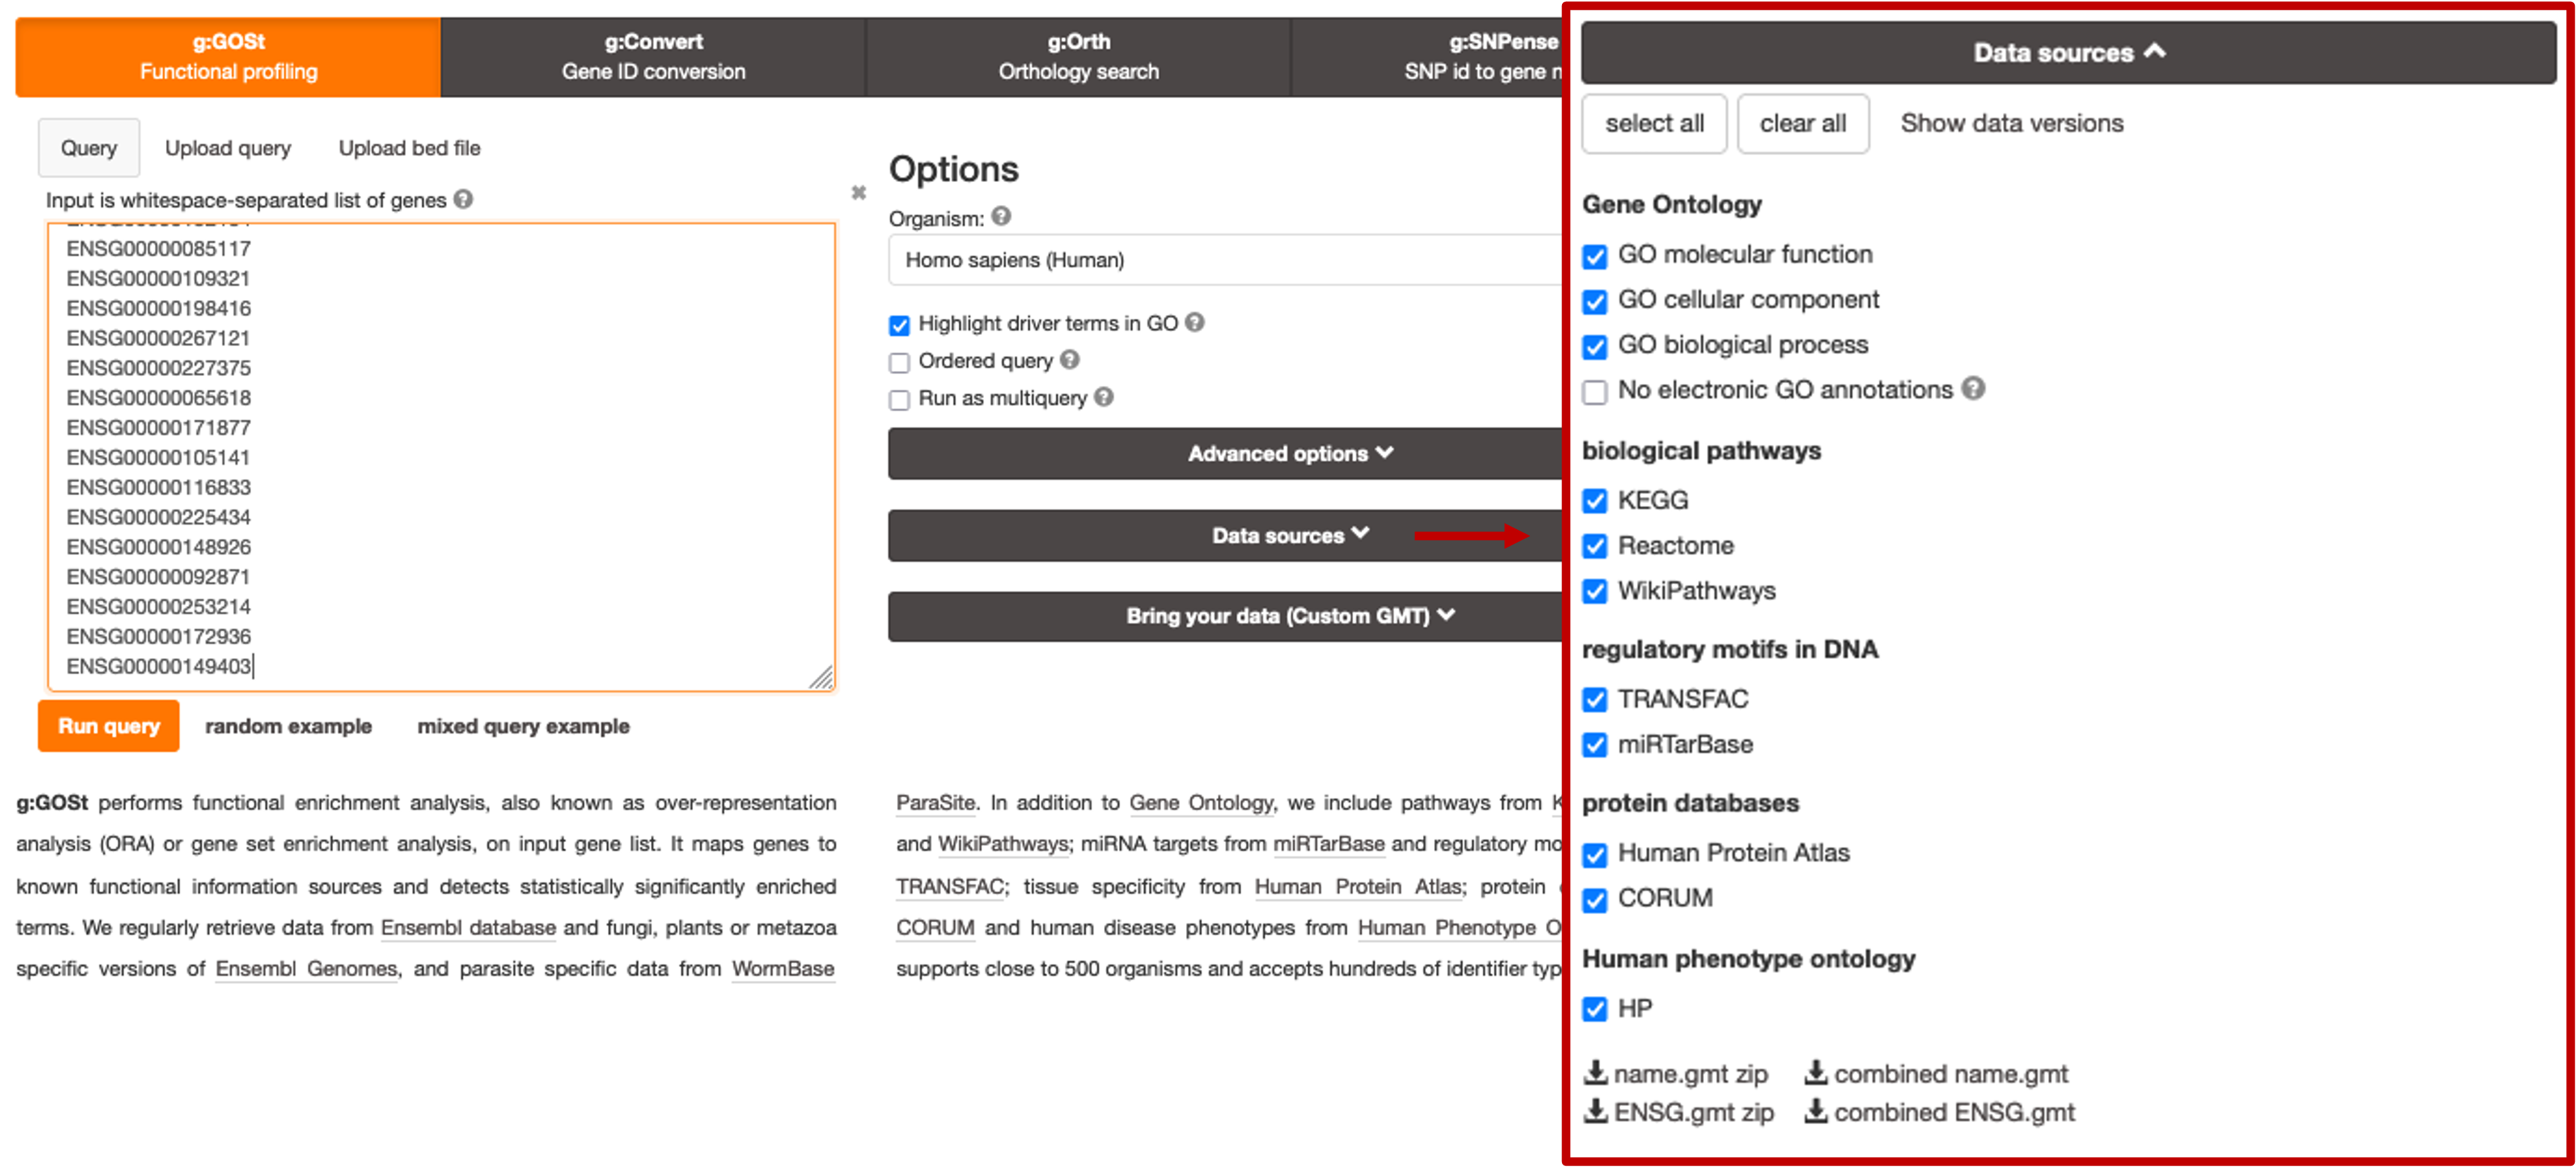 g:GOSt
Functional profiling
g:Convert
Gene ID conversion
g:Orth
Orthology search
g:SNPense
SNP id to gene
Query
Upload query
Upload bed file
Input is whitespace-separated list of genes
ENSG00000085117
ENSG00000109321
ENSG00000198416
ENSG00000267121
ENSG00000227375
ENSG00000065618
ENSG00000171877
ENSG00000105141
ENSG00000116833
ENSG00000225434
ENSG00000148926
ENSG00000092871
ENSG00000253214
ENSG00000172936
ENSG00000149403
Run query
random example
mixed query example
g:GOSt performs functional enrichment analysis, also known as over-representation
analysis (ORA) or gene set enrichment analysis, on input gene list. It maps genes to
known functional information sources and detects statistically significantly enriched
terms. We regularly retrieve data from Ensembl database and fungi, plants or metazoa
specific versions of Ensembl Genomes, and parasite specific data from WormBase
Options
Organism:
Homo sapiens (Human)
Highlight driver terms in GO
Ordered query
Run as multiquery
Advanced options
Data sources
Bring your data (Custom GMT)
ParaSite. In addition to Gene Ontology, we include pathways from
and WikiPathways; miRNA targets from miRTarBase and regulatory
TRANSFAC; tissue specificity from Human Protein Atlas; protein
CORUM and human disease phenotypes from Human Phenotype
supports close to 500 organisms and accepts hundreds of identifier
Data sources
select all
clear all
Show data versions
Gene Ontology
GO molecular function
GO cellular component
GO biological process
No electronic GO annotations
biological pathways
KEGG
Reactome
WikiPathways
regulatory motifs in DNA
TRANSFAC
miRTarBase
protein databases
Human Protein Atlas
CORUM
Human phenotype ontology
HP
name.gmt zip
combined name.gmt
ENSG.gmt zip
combined ENSG.gmt